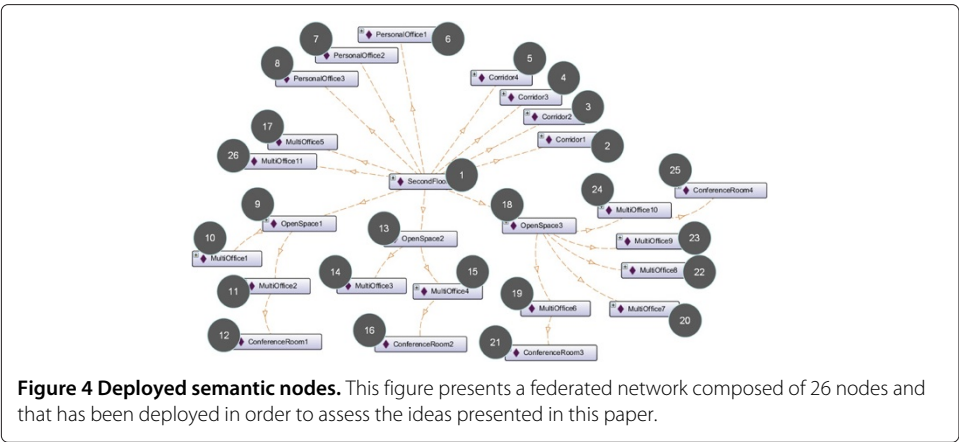 7 PersonalOffice1 6
PersonalOffice2
8 PersonalOffice3
5
Corridor4 4
Corridor3 3
Corridor2
Corridor1 2
17 MultiOffice5
26 MultiOffice11
SecondFloo 1
25
ConferenceRoom4
24
MultiOffice10
9
OpenSpace1
18
OpenSpace3
13
OpenSpace2
MultiOffice9 23
10
MultiOffice1
MultiOffice8 22
14
MultiOffice3
15
MultiOffice4
11 MultiOffice2
19
MultiOffice6
MultiOffice7 20
12 ConferenceRoom1
16 ConferenceRoom2
21 ConferenceRoom3
Figure 4 Deployed semantic nodes. This figure presents a federated network composed of 26 nodes and
that has been deployed in order to assess the ideas presented in this paper.